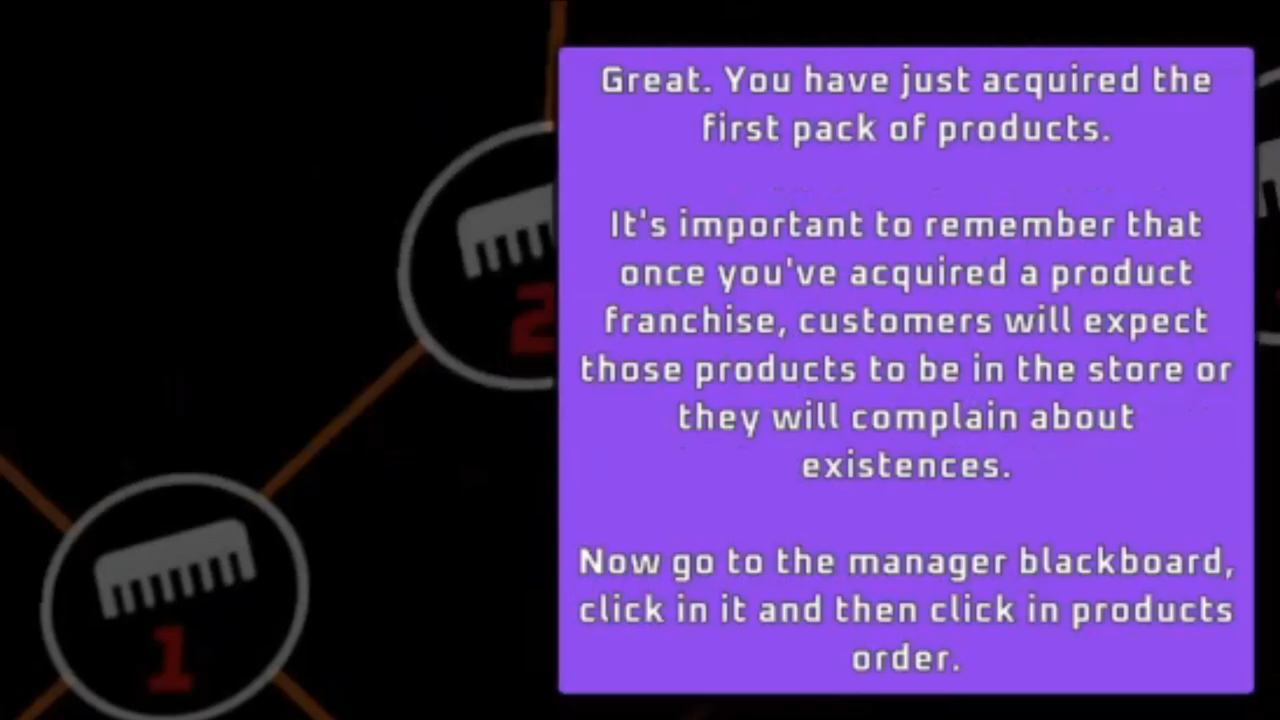 Great. You have just acquired the
first pack of products.
It's important to remember that
once you've acquired a product
franchise, customers will expect
those products to be in the store or
they will complain about
existences.
Now go to the manager blackboard,
click in it and then click in products
order.
2
1